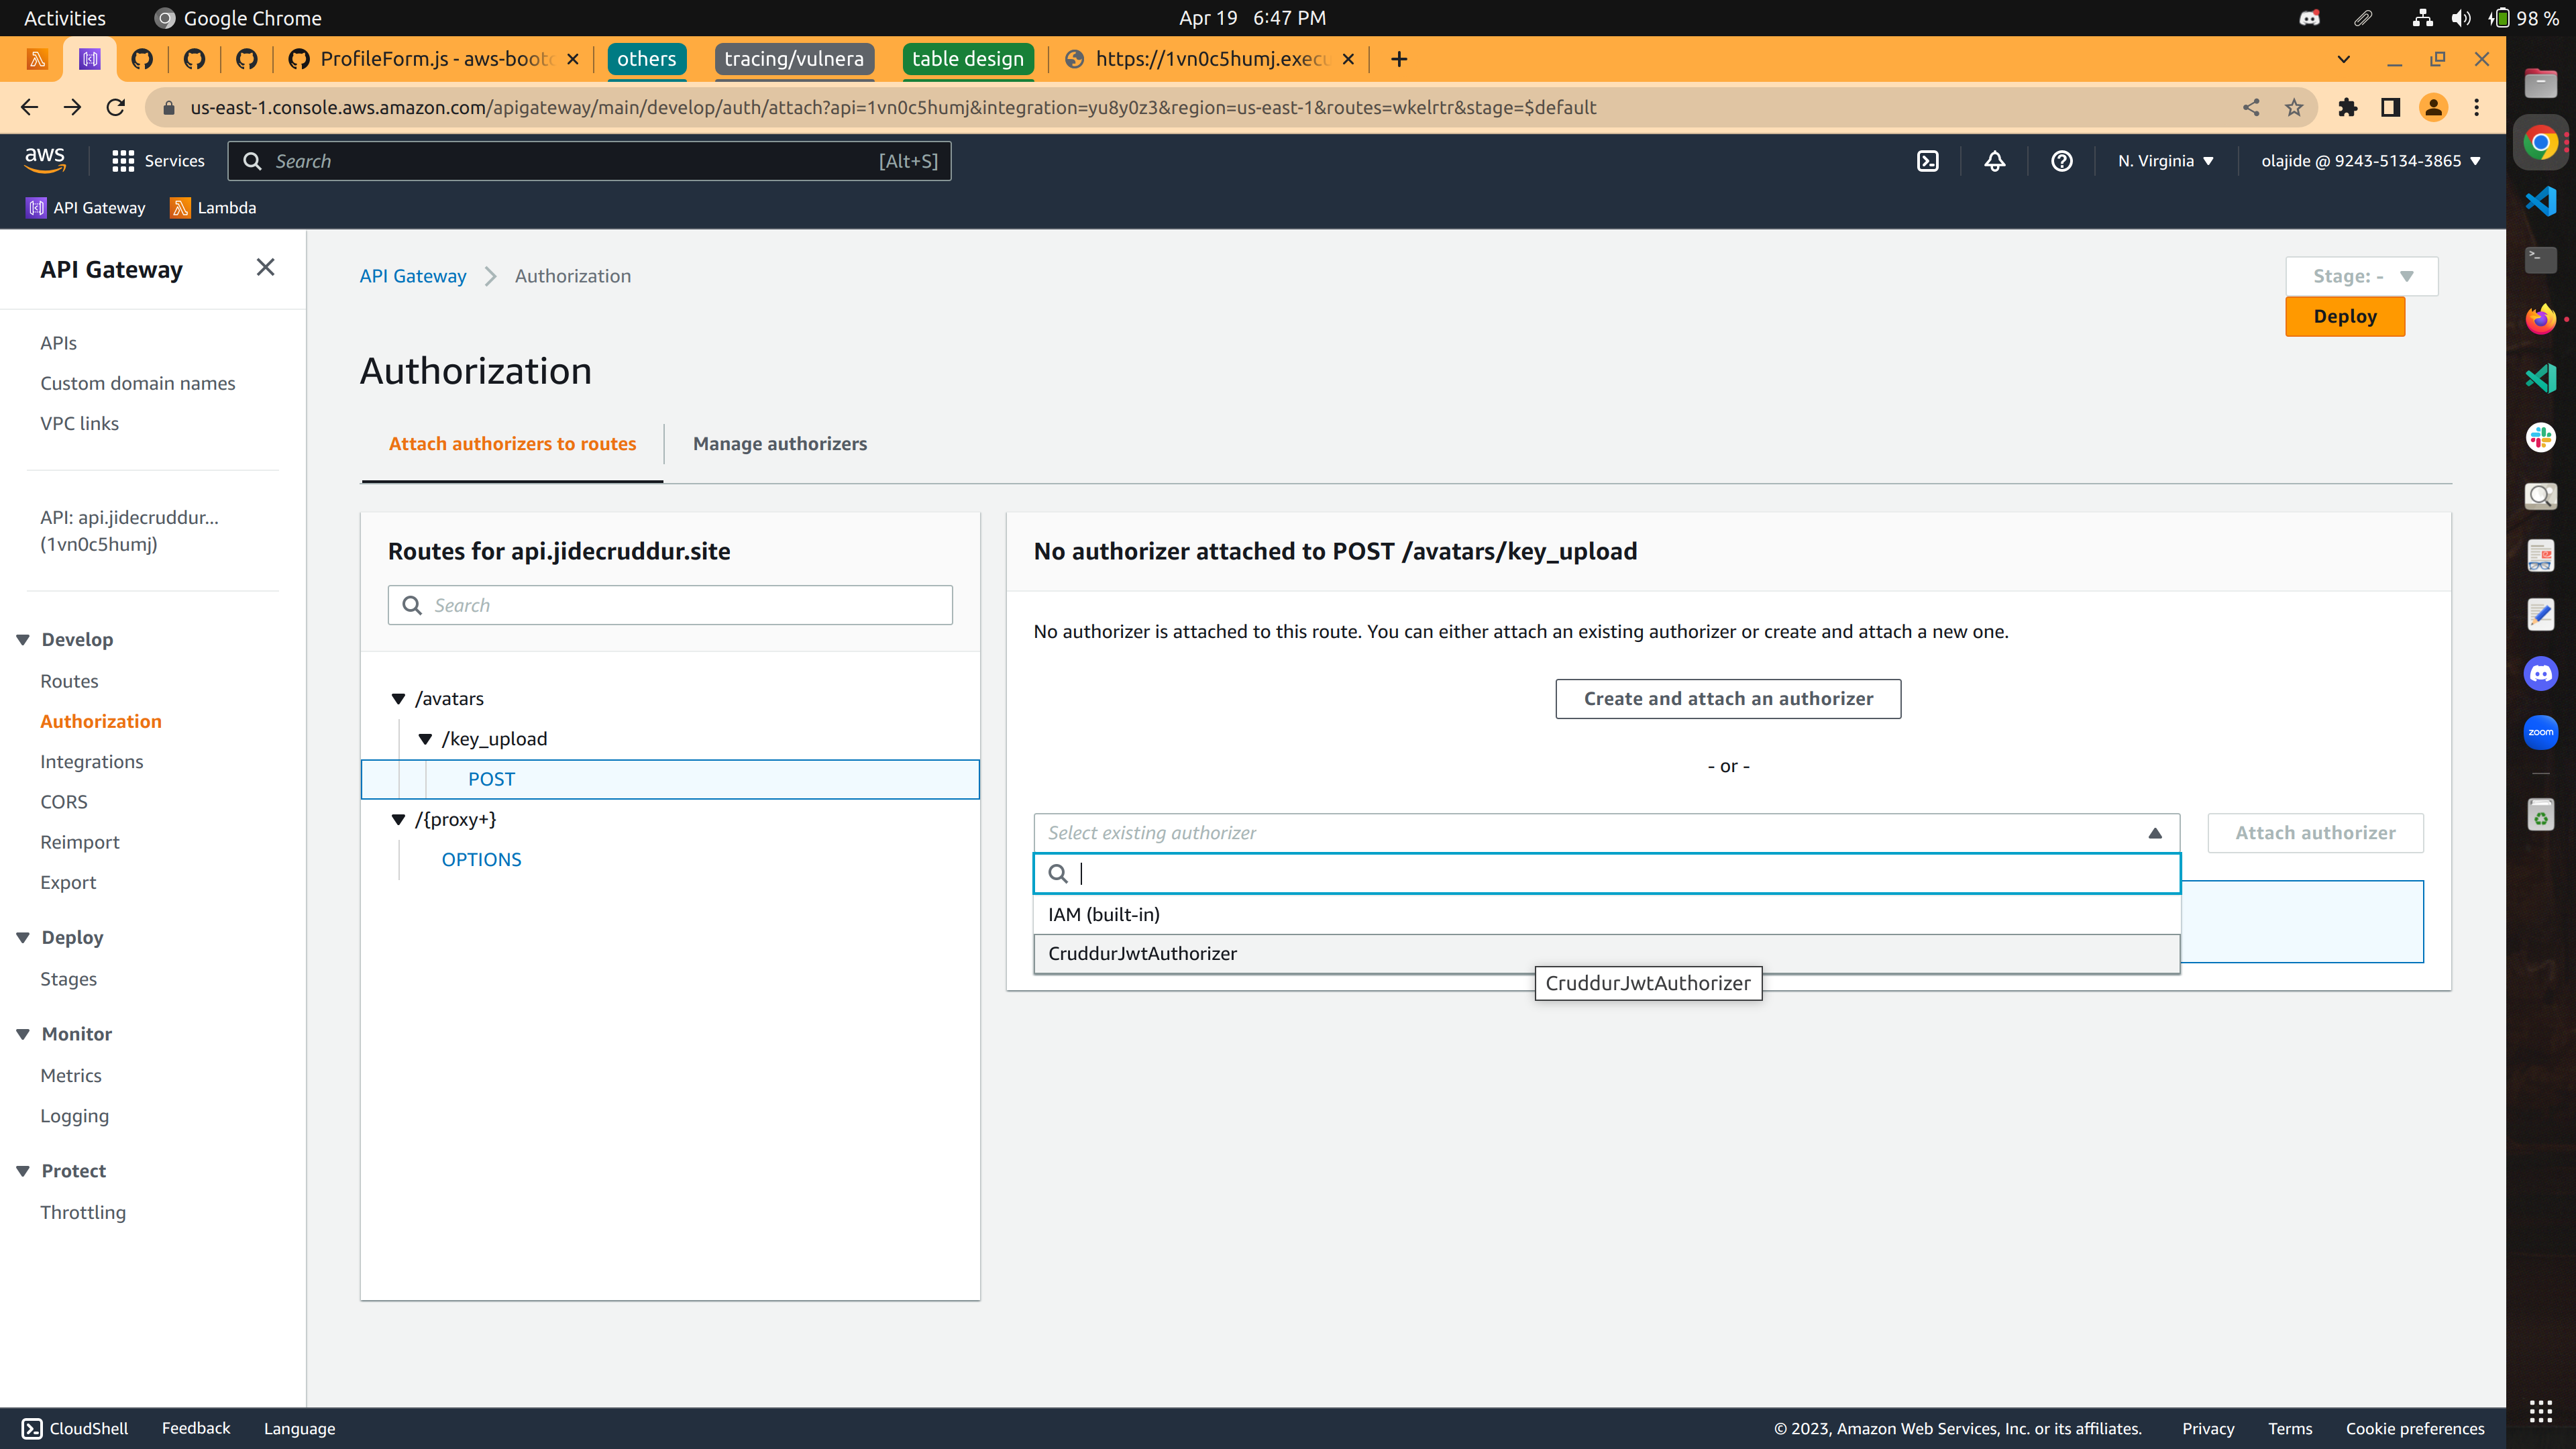 Activities
Google Chrome
Apr 19 6:47 PM
98 %
ProfileForm.js - aws-bootc
others
tracing/vulnera
table design
https://1vn0c5humj.execu
us-east-1.console.aws.amazon.com/apigateway/main/develop/auth/attach?api=1vn0c5humj&integration=yu8y0z3&region=us-east-1&routes=wkelrtr&stage=$default
aws
Services
Search
[Alt+S]
N. Virginia
olajide @ 9243-5134-3865
API Gateway
Lambda
API Gateway
APIs
Custom domain names
VPC links
API: api.jidecruddur...
(1vn0c5humj)
Develop
Routes
Authorization
Integrations
CORS
Reimport
Export
Deploy
Stages
Monitor
Metrics
Logging
Protect
Throttling
API Gateway
Authorization
Stage: -
Deploy
Authorization
Attach authorizers to routes
Manage authorizers
Routes for api.jidecruddur.site
Search
/avatars
/key_upload
POST
/{proxy+}
OPTIONS
No authorizer attached to POST /avatars/key_upload
No authorizer is attached to this route. You can either attach an existing authorizer or create and attach a new one.
Create and attach an authorizer
- or -
Select existing authorizer
Attach authorizer
IAM (built-in)
CruddurJwtAuthorizer
CruddurJwtAuthorizer
zoom
CloudShell
Feedback
Language
© 2023, Amazon Web Services, Inc. or its affiliates.
Privacy
Terms
Cookie preferences